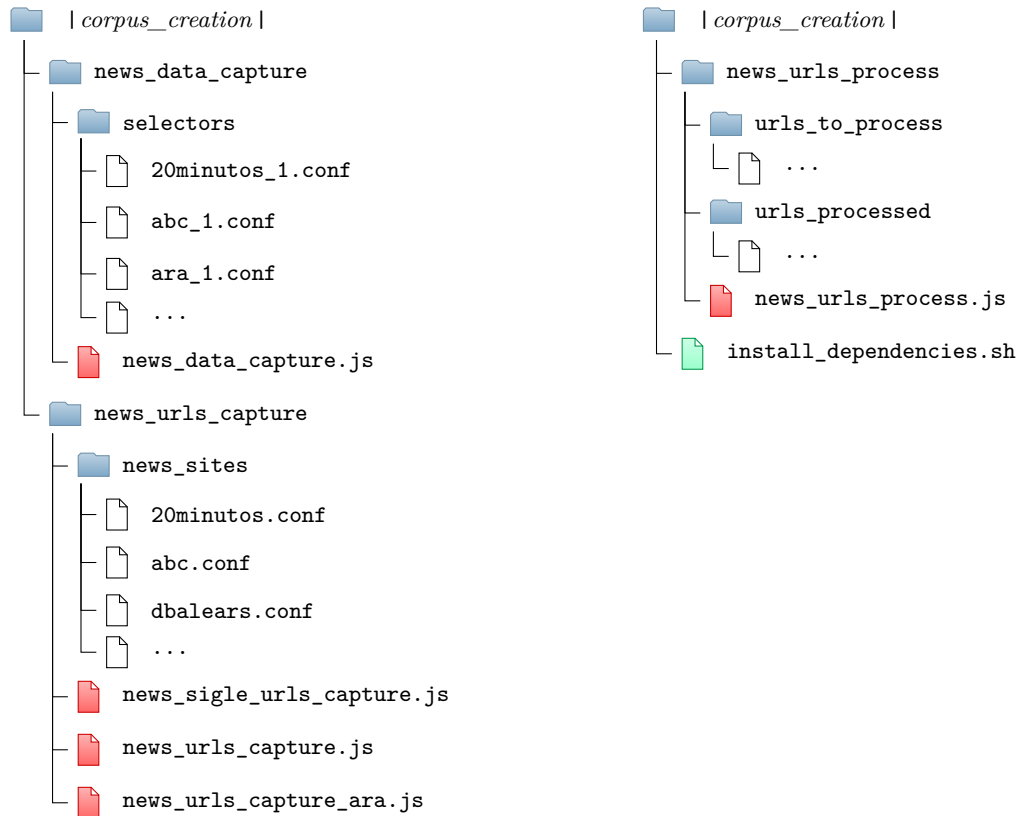 |corpus_creation|
news_data_capture
selectors
20minutos_1.conf
abc_1.conf
ara_1.conf
...
news_data_capture.js
news_urls_capture
news_sites
20minutos.conf
abc.conf
dbalears.conf
...
news_sigle_urls_capture.js
news_urls_capture.js
news_urls_capture_ara.js
|corpus_creation|
news_urls_process
urls_to_process
...
urls_processed
...
news_urls_process.js
install_dependencies.sh